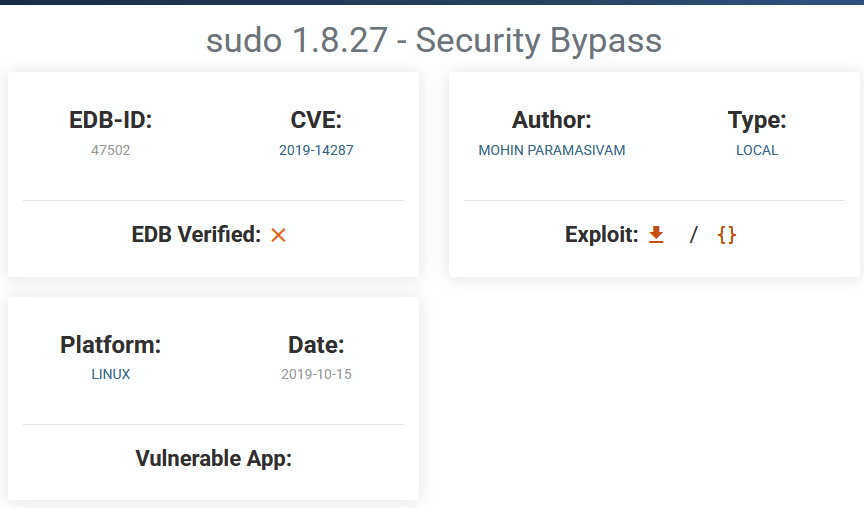 sudo 1.8.27 - Security Bypass
EDB-ID:
47502
CVE:
2019-14287
EDB Verified:
Author:
MOHIN PARAMASIVAM
Type:
LOCAL
Exploit: / {}
Platform:
LINUX
Date:
2019-10-15
Vulnerable App: